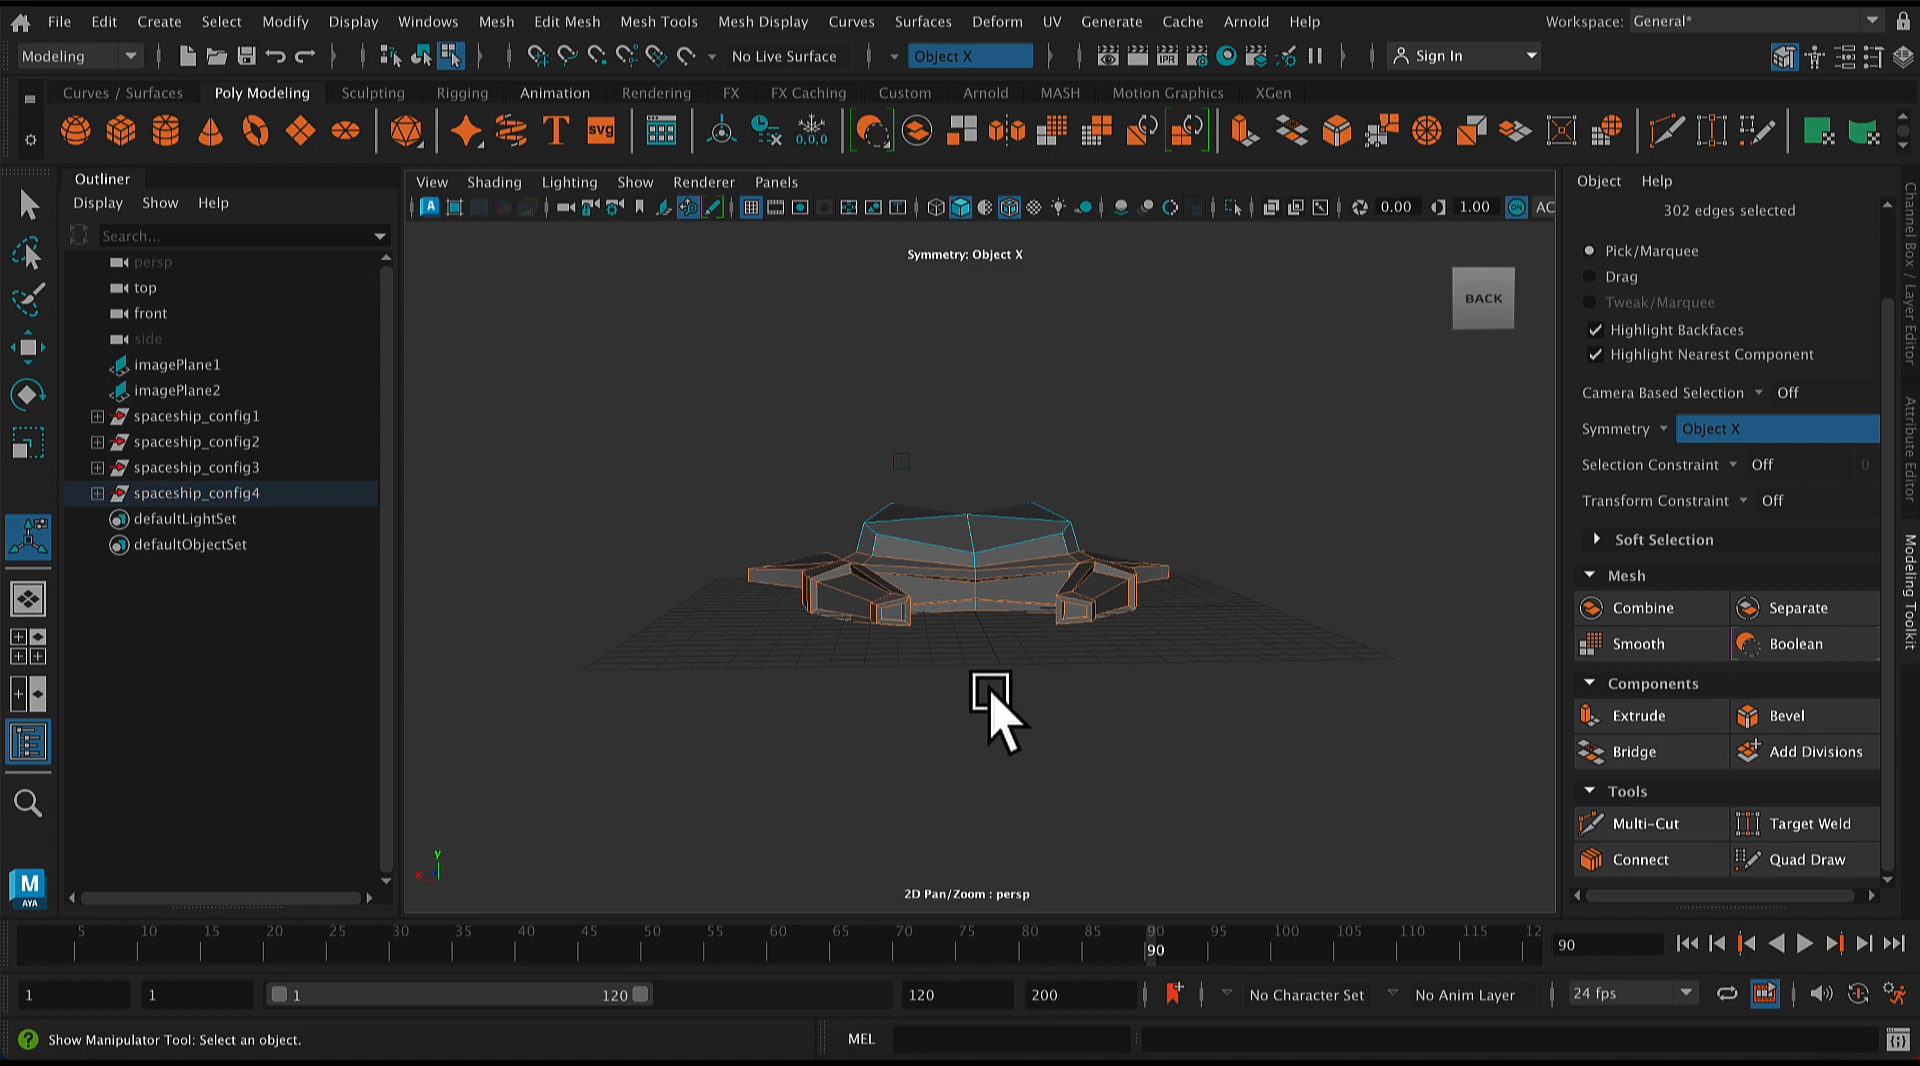 File Edit Create Select Modify Display Windows Mesh Edit Mesh Mesh Tools Mesh Display Curves Surfaces Deform UV Generate Cache Arnold Help Workspace: General*
Modeling No Live Surface Object X IPR Sign In
Curves / Surfaces Poly Modeling Sculpting Rigging Animation Rendering FX FX Caching Custom Arnold MASH Motion Graphics XGen
T svg 0,0,0
Outliner
Display Show Help
Search...
persp
top
front
side
imagePlane1
imagePlane2
spaceship_config1
spaceship_config2
spaceship_config3
spaceship_config4
defaultLightSet
defaultObjectSet
View Shading Lighting Show Renderer Panels
A 0.00 1.00 ON AC
Symmetry: Object X
BACK
y
x
2D Pan/Zoom : persp
Object Help
302 edges selected
Pick/Marquee
Drag
Tweak/Marquee
Highlight Backfaces
Highlight Nearest Component
Camera Based Selection Off
Symmetry Object X
Selection Constraint Off 0
Transform Constraint Off
Soft Selection
Mesh
Combine Separate
Smooth Boolean
Components
Extrude Bevel
Bridge Add Divisions
Tools
Multi-Cut Target Weld
Connect Quad Draw
Channel Box / Layer Editor
Attribute Editor
Modeling Toolkit
M
AYA
5 10 15 20 25 30 35 40 45 50 55 60 65 70 75 80 85 90 95 100 105 110 115 12
90
90
1 1 1 120 120 200 No Character Set No Anim Layer 24 fps
Show Manipulator Tool: Select an object. MEL